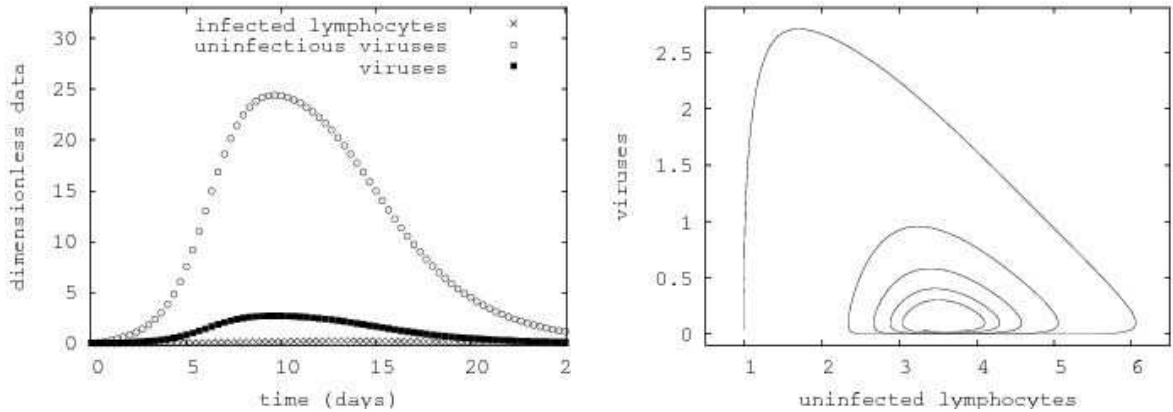 infected lymphocytes
uninfectious viruses
viruses
dimensionless data
30
25
20
15
10
5
0
0 5 10 15 20 2
time (days)
viruses
2.5
2
1.5
1
0.5
0
1 2 3 4 5 6
uninfected lymphocytes